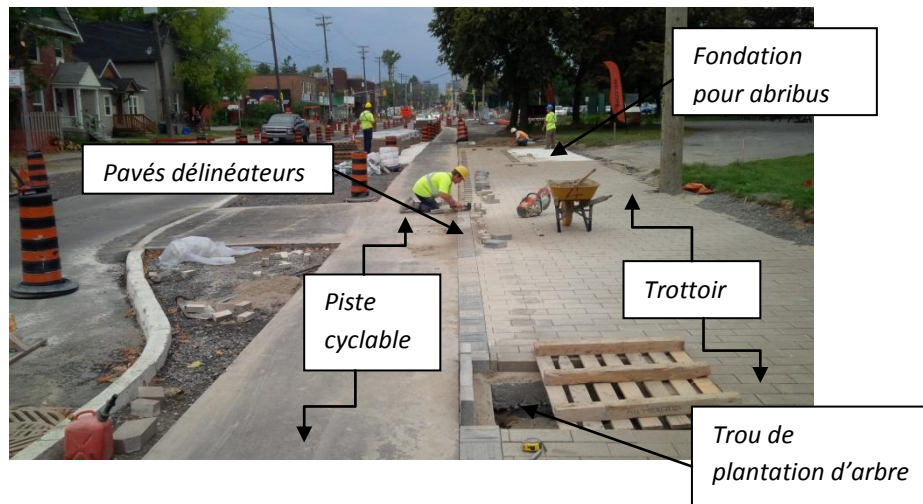 Fondation
pour abribus
Pavés délinéateurs
Piste
cyclable
Trottoir
Trou de
plantation d'arbre